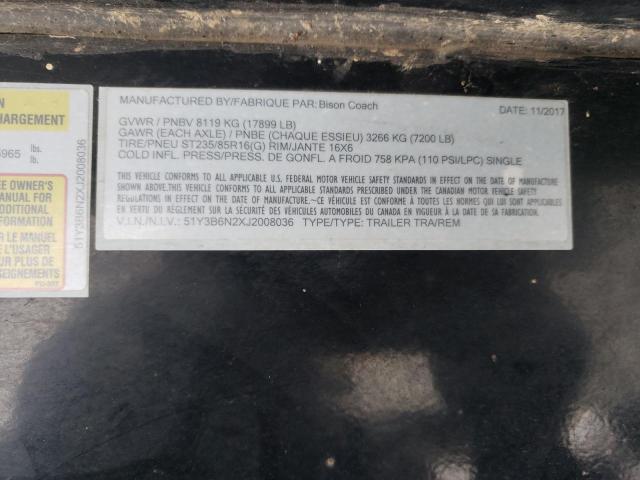 N
CHARGEMENT
5965 lbs.
lb.
EE OWNER'S
MANUAL FOR
ADDITIONAL
FORMATION
R LE MANUEL
L'USAGER
UR PLUS DE
SEIGNEMENTS
51Y3B6N2XJ2008036
MANUFACTURED BY/FABRIQUE PAR: Bison Coach
DATE: 11/2017
GVWR / PNBV 8119 KG (17899 LB)
GAWR (EACH AXLE) / PNBE (CHAQUE ESSIEU) 3266 KG (7200 LB)
TIRE/PNEU ST235/85R16(G) RIM/JANTE 16X6
COLD INFL. PRESS/PRESS. DE GONFL. A FROID 758 KPA (110 PSI/LPC) SINGLE
THIS VEHICLE CONFORMS TO ALL APPLICABLE U.S. FEDERAL MOTOR VEHICLE SAFETY STANDARDS IN EFFECT ON THE DATE OF MANUFACTURE
SHOWN ABOVE.~THIS VEHICLE CONFORMS TO ALL APPLICABLE STANDARDS PRESCRIBED UNDER THE CANADIAN MOTOR VEHICLE SAFETY
REGULATIONS IN EFFECT ON THE DATE OF MANUFACTURE.~CE VÉHICULE EST CONFORME À TOUTES LES NORMES QUI LUI SONT APPLICABLES
EN VERTU DU RÈGLEMENT SUR LA SÉCURITÉ DES VÉHICULES AUTOMOBILES DU CANADA EN VIGUEUR À LA DATE DE SA FABRICATION.
V.I.N./N.I.V.: 51Y3B6N2XJ2008036 TYPE/TYPE: TRAILER TRA/REM